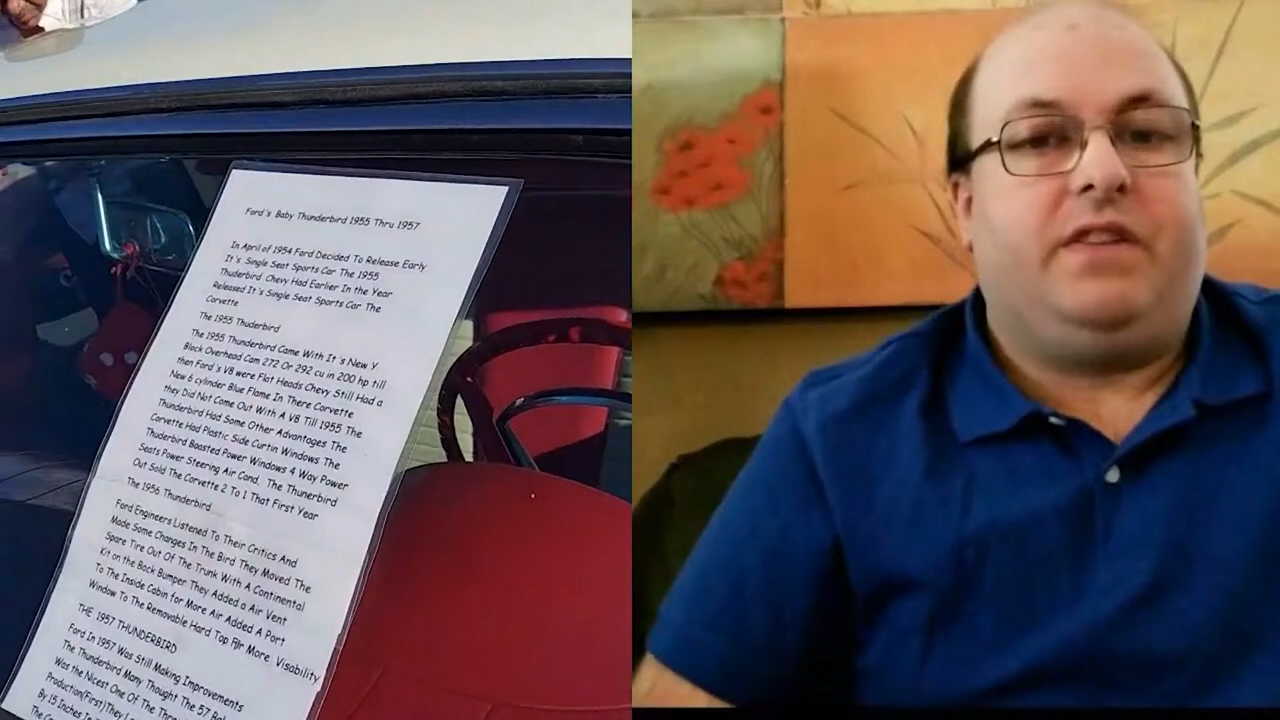 Ford's Baby Thunderbird 1955 Thru 1957
In April of 1954 Ford Decided To Release Early
It's Single Seat Sports Car The 1955
Thuderbird Chevy Had Earlier In the Year
Released It's Single Seat Sports Car The
Corvette
The 1955 Thuderbird
The 1955 Thunderbird Came With It's New Y
Block Overhead Cam 272 Or 292 cu in 200 hp till
then Ford's V8 were Flat Heads Chevy Still Had a
New 6 cylinder Blue Flame In There Corvette
they Did Not Come Out With A V8 Till 1955 The
Thunderbird Had Some Other Advantages The
Corvette Had Plastic Side Curtin Windows The
Thuderbird Boasted Power Windows 4 Way Power
Seats Power Steering Air Cond. The Thunerbird
Out Sold The Corvette 2 To 1 That First Year
The 1956 Thunderbird
Ford Engineers Listened To Their Critics And
Made Some Changes In The Bird They Moved The
Spare Tire Out Of The Trunk With A Continental
Kit on the Back Bumper They Added a Air Vent
To The Inside Cabin for More Air Added A Port
Window To The Removable Hard Top For More Visability
THE 1957 THUNDERBIRD
Ford In 1957 Was Still Making Improvements
The Thunderbird Many Thought The 57
Was the Nicest One Of The
Production(First)They
By 15 Inches In